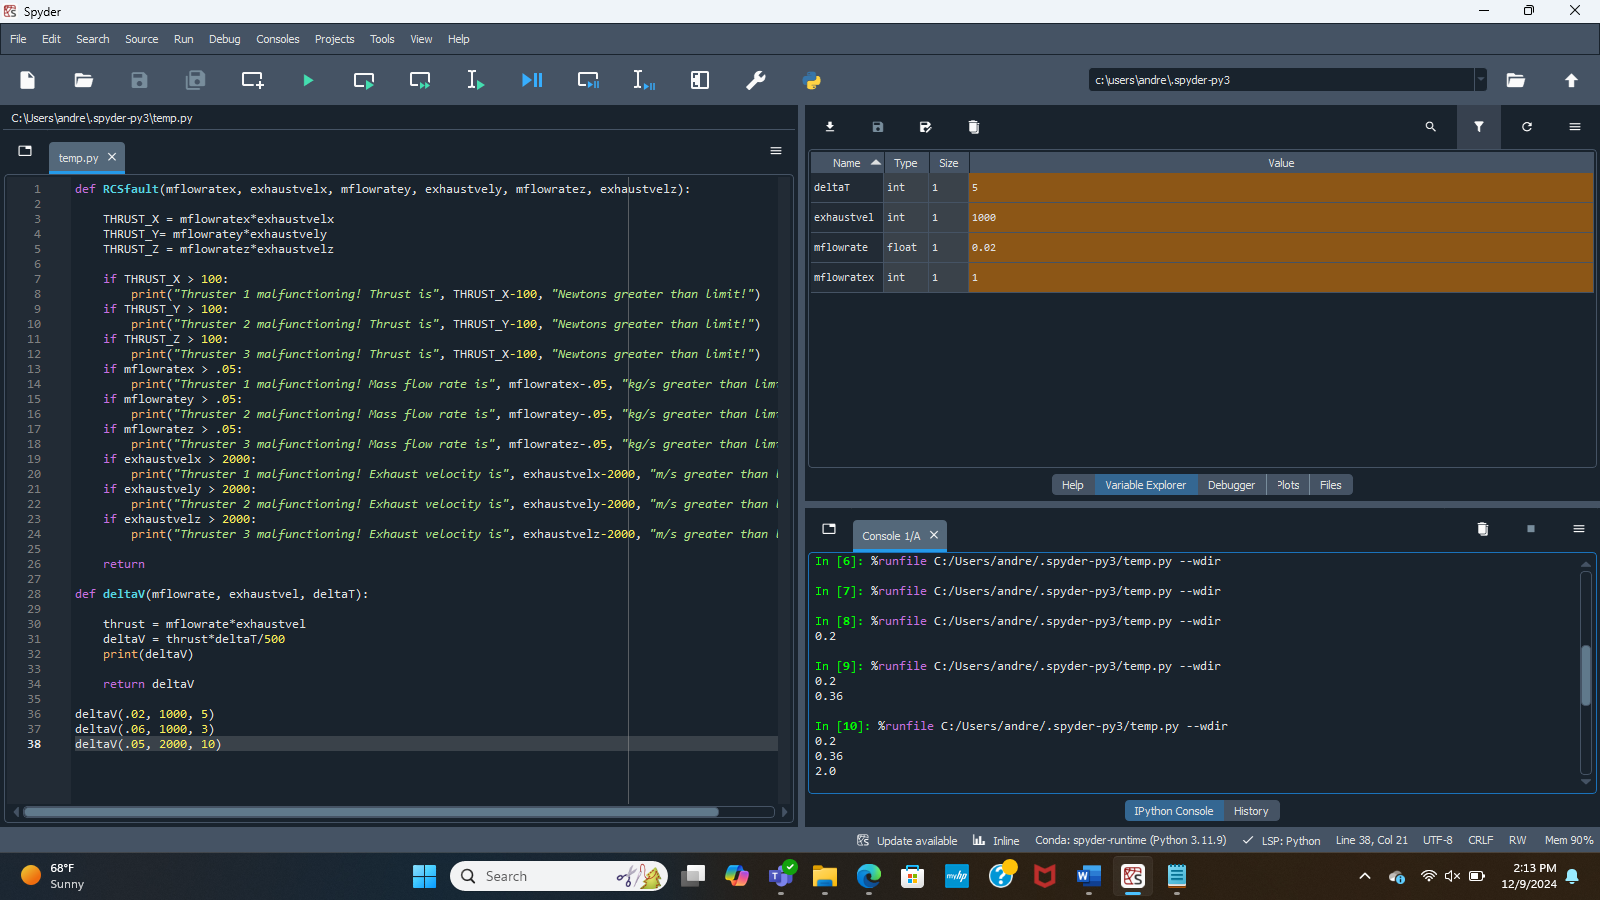 Spyder
File Edit Search Source Run Debug Consoles Projects Tools View Help
c:\users\andre\.spyder-py3
C:\Users\andre\.spyder-py3\temp.py
temp.py
1 def RCSfault(mflowratex, exhaustvelx, mflowratey, exhaustvely, mflowratez, exhaustvelz):
2
3 THRUST_X = mflowratex*exhaustvelx
4 THRUST_Y= mflowratey*exhaustvely
5 THRUST_Z = mflowratez*exhaustvelz
6
7 if THRUST_X > 100:
8 print("Thruster 1 malfunctioning! Thrust is", THRUST_X-100, "Newtons greater than limit!")
9 if THRUST_Y > 100:
10 print("Thruster 2 malfunctioning! Thrust is", THRUST_Y-100, "Newtons greater than limit!")
11 if THRUST_Z > 100:
12 print("Thruster 3 malfunctioning! Thrust is", THRUST_X-100, "Newtons greater than limit!")
13 if mflowratex > .05:
14 print("Thruster 1 malfunctioning! Mass flow rate is", mflowratex-.05, "kg/s greater than
15 if mflowratey > .05:
16 print("Thruster 2 malfunctioning! Mass flow rate is", mflowratey-.05, "kg/s greater than
17 if mflowratez > .05:
18 print("Thruster 3 malfunctioning! Mass flow rate is", mflowratez-.05, "kg/s greater than
19 if exhaustvelx > 2000:
20 print("Thruster 1 malfunctioning! Exhaust velocity is", exhaustvelx-2000, "m/s greater than
21 if exhaustvely > 2000:
22 print("Thruster 2 malfunctioning! Exhaust velocity is", exhaustvely-2000, "m/s greater than
23 if exhaustvelz > 2000:
24 print("Thruster 3 malfunctioning! Exhaust velocity is", exhaustvelz-2000, "m/s greater than
25
26 return
27
28 def deltaV(mflowrate, exhaustvel, deltaT):
29
30 thrust = mflowrate*exhaustvel
31 deltaV = thrust*deltaT/500
32 print(deltaV)
33
34 return deltaV
35
36 deltaV(.02, 1000, 5)
37 deltaV(.06, 1000, 3)
38 deltaV(.05, 2000, 10)
Name Type Size Value
deltaT int 1 5
exhaustvel int 1 1000
mflowrate float 1 0.02
mflowratex int 1 1
Help Variable Explorer Debugger Plots Files
Console 1/A
In [6]: %runfile C:/Users/andre/.spyder-py3/temp.py --wdir
In [7]: %runfile C:/Users/andre/.spyder-py3/temp.py --wdir
In [8]: %runfile C:/Users/andre/.spyder-py3/temp.py --wdir
0.2
In [9]: %runfile C:/Users/andre/.spyder-py3/temp.py --wdir
0.2
0.36
In [10]: %runfile C:/Users/andre/.spyder-py3/temp.py --wdir
0.2
0.36
2.0
IPython Console History
Update available Inline Conda: spyder-runtime (Python 3.11.9) LSP: Python Line 38, Col 21 UTF-8 CRLF RW Mem 90%
68°F
Sunny
Search
myhp
2:13 PM
12/9/2024